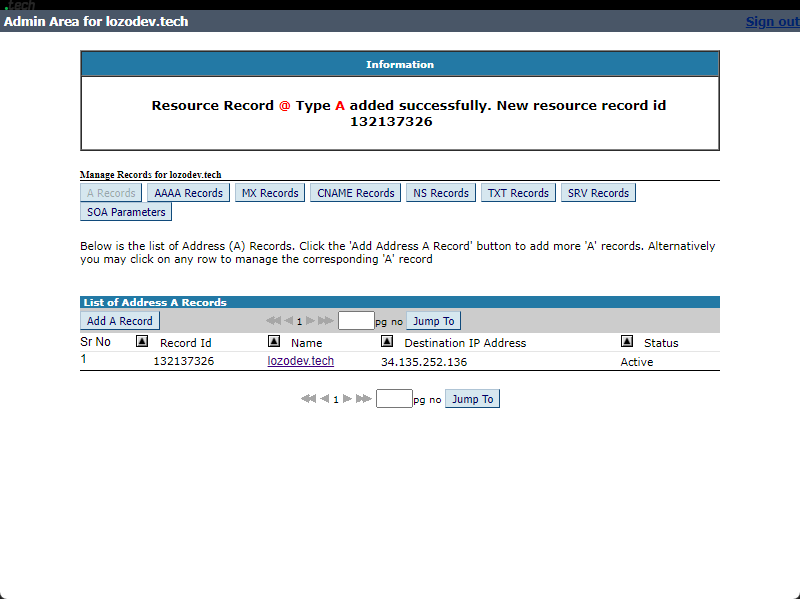 .tech
Admin Area for lozodev.tech Sign out
Information
Resource Record @ Type A added successfully. New resource record id
132137326
Manage Records for lozodev.tech
A Records AAAA Records MX Records CNAME Records NS Records TXT Records SRV Records
SOA Parameters
Below is the list of Address (A) Records. Click the 'Add Address A Record' button to add more 'A' records. Alternatively
you may click on any row to manage the corresponding 'A' record
List of Address A Records
Add A Record 1 pg no Jump To
Sr No Record Id Name Destination IP Address Status
1 132137326 lozodev.tech 34.135.252.136 Active
1 pg no Jump To